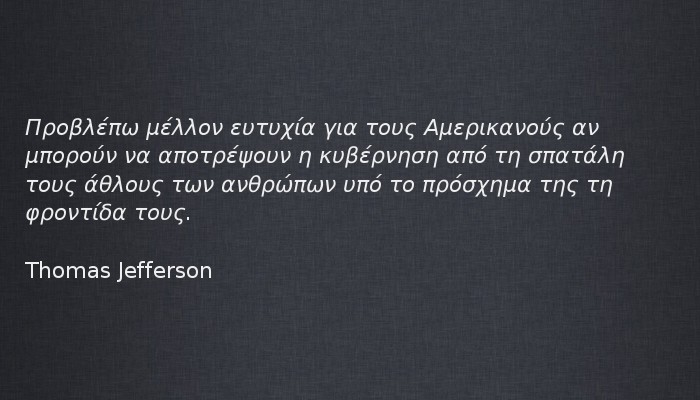 Προβλέπω μέλλον ευτυχία για τους Αμερικανούς αν
μπορούν να αποτρέψουν η κυβέρνηση από τη σπατάλη
τους άθλους των ανθρώπων υπό το πρόσχημα της τη
φροντίδα τους.
Thomas Jefferson